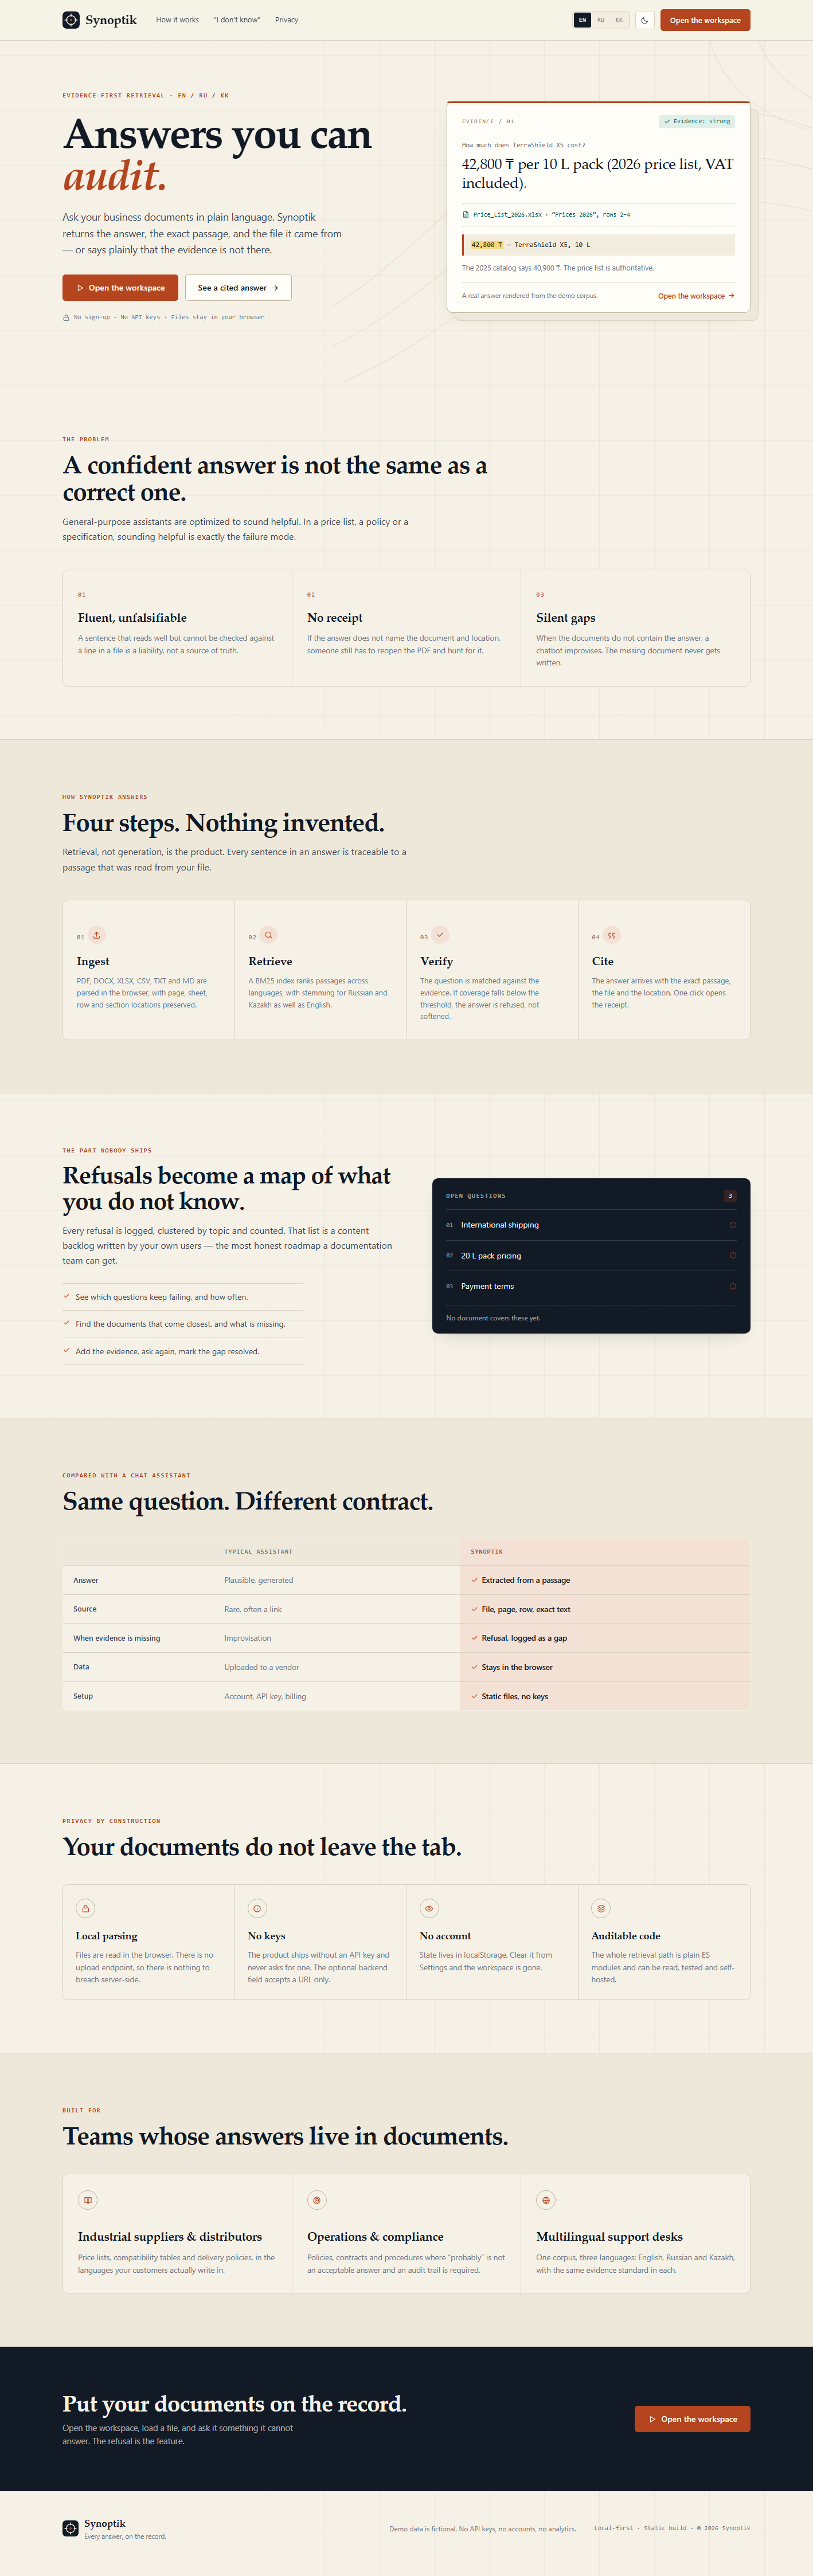 Synoptik
How it works
"I don't know"
Privacy
EN
RU
KK
Open the workspace
EVIDENCE-FIRST RETRIEVAL · EN / RU / KK
Answers you can
audit.
Ask your business documents in plain language. Synoptik
returns the answer, the exact passage, and the file it came from
— or says plainly that the evidence is not there.
Open the workspace
See a cited answer →
No sign-up · No API keys · Files stay in your browser
EVIDENCE / 01
Evidence: strong
How much does TerraShield X5 cost?
42,800 ₸ per 10 L pack (2026 price list, VAT
included).
Price_List_2026.xlsx · "Prices 2026", rows 2–4
42,800 ₸ — TerraShield X5, 10 L
The 2025 catalog says 40,900 ₸. The price list is authoritative.
A real answer rendered from the demo corpus.
Open the workspace →
THE PROBLEM
A confident answer is not the same as a
correct one.
General-purpose assistants are optimized to sound helpful. In a price list, a policy or a
specification, sounding helpful is exactly the failure mode.
01
Fluent, unfalsifiable
A sentence that reads well but cannot be checked against
a line in a file is a liability, not a source of truth.
02
No receipt
If the answer does not name the document and location,
someone still has to reopen the PDF and hunt for it.
03
Silent gaps
When the documents do not contain the answer, a
chatbot improvises. The missing document never gets
written.
HOW SYNOPTIK ANSWERS
Four steps. Nothing invented.
Retrieval, not generation, is the product. Every sentence in an answer is traceable to a
passage that was read from your file.
01
Ingest
PDF, DOCX, XLSX, CSV, TXT and MD are
parsed in the browser, with page, sheet,
row and section locations preserved.
02
Retrieve
A BM25 index ranks passages across
languages, with stemming for Russian and
Kazakh as well as English.
03
Verify
The question is matched against the
evidence. If coverage falls below the
threshold, the answer is refused, not
softened.
04
Cite
The answer arrives with the exact passage,
the file and the location. One click opens
the receipt.
THE PART NOBODY SHIPS
Refusals become a map of what
you do not know.
Every refusal is logged, clustered by topic and counted. That list is a content
backlog written by your own users — the most honest roadmap a documentation
team can get.
See which questions keep failing, and how often.
Find the documents that come closest, and what is missing.
Add the evidence, ask again, mark the gap resolved.
OPEN QUESTIONS
3
01 International shipping
02 20 L pack pricing
03 Payment terms
No document covers these yet.
COMPARED WITH A CHAT ASSISTANT
Same question. Different contract.
TYPICAL ASSISTANT
SYNOPTIK
Answer
Plausible, generated
Extracted from a passage
Source
Rare, often a link
File, page, row, exact text
When evidence is missing
Improvisation
Refusal, logged as a gap
Data
Uploaded to a vendor
Stays in the browser
Setup
Account, API key, billing
Static files, no keys
PRIVACY BY CONSTRUCTION
Your documents do not leave the tab.
Local parsing
Files are read in the browser. There is no
upload endpoint, so there is nothing to
breach server-side.
No keys
The product ships without an API key and
never asks for one. The optional backend
field accepts a URL only.
No account
State lives in localStorage. Clear it from
Settings and the workspace is gone.
Auditable code
The whole retrieval path is plain ES
modules and can be read, tested and self-
hosted.
BUILT FOR
Teams whose answers live in documents.
Industrial suppliers & distributors
Price lists, compatibility tables and delivery policies, in the
languages your customers actually write in.
Operations & compliance
Policies, contracts and procedures where "probably" is not
an acceptable answer and an audit trail is required.
Multilingual support desks
One corpus, three languages: English, Russian and Kazakh,
with the same evidence standard in each.
Put your documents on the record.
Open the workspace, load a file, and ask it something it cannot
answer. The refusal is the feature.
Open the workspace
Synoptik
Every answer, on the record.
Demo data is fictional. No API keys, no accounts, no analytics.
Local-first · Static build · © 2026 Synoptik